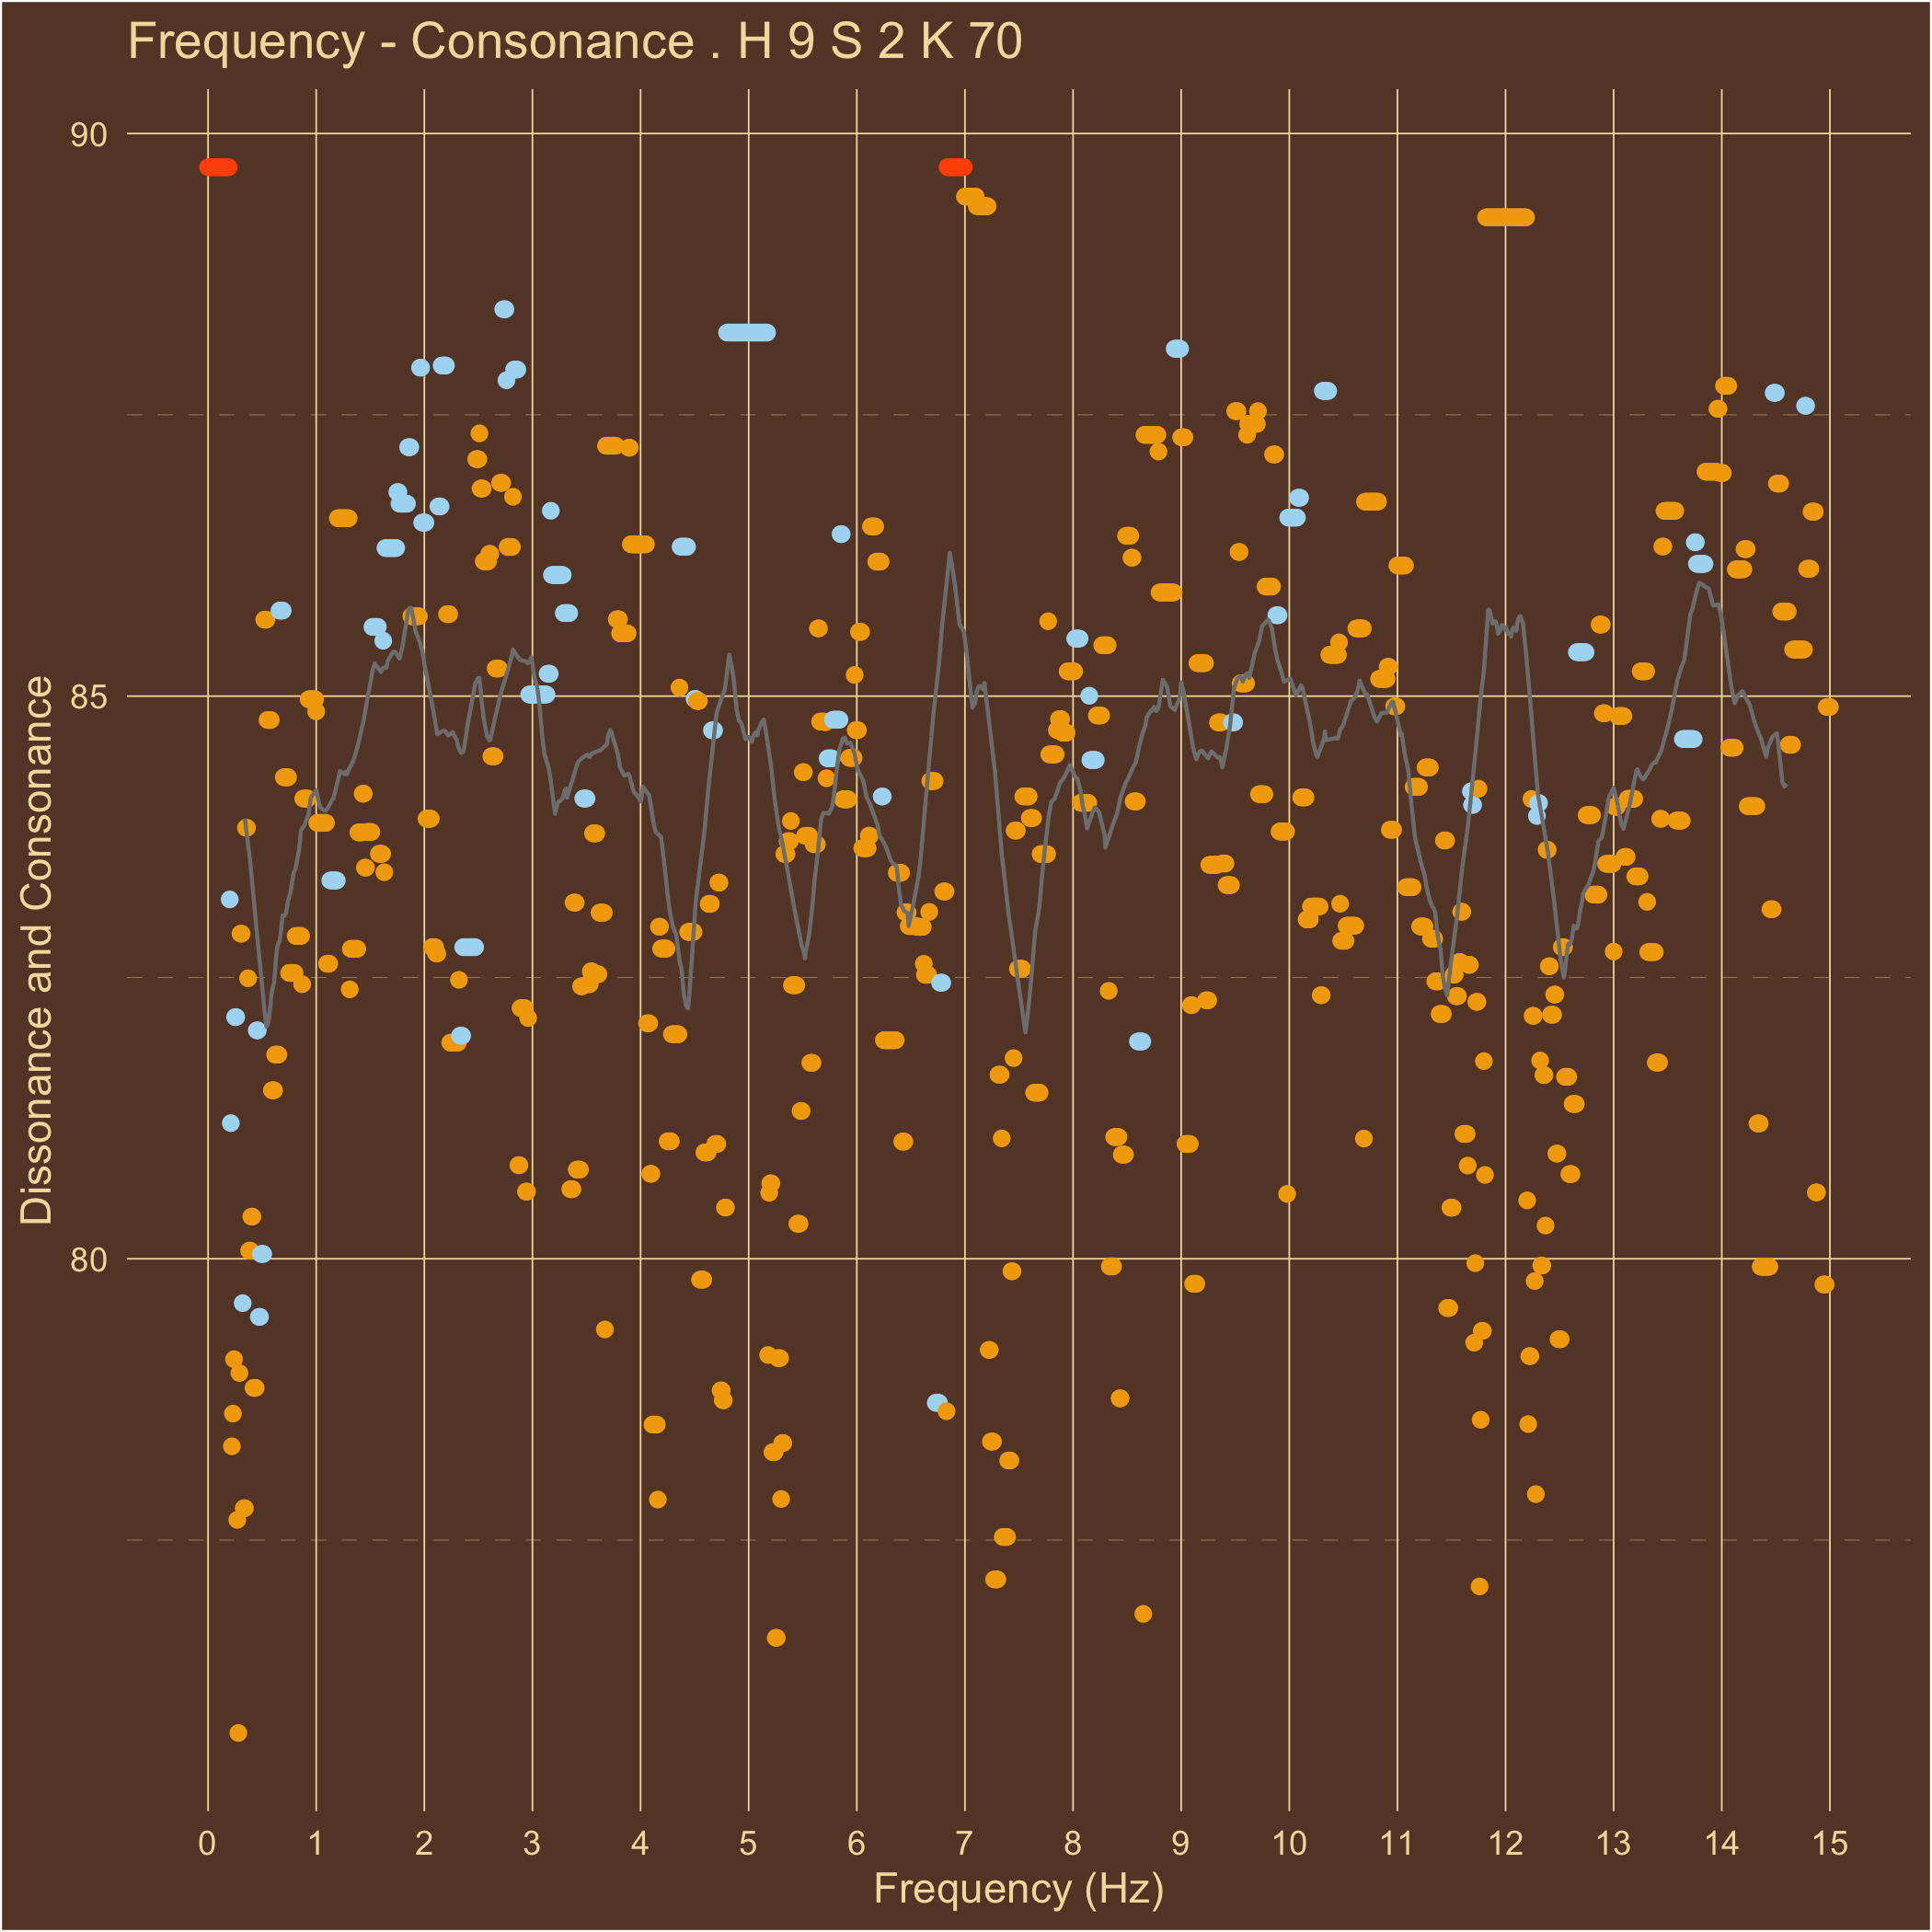 Frequency - Consonance . H 9 S 2 K 70
Dissonance and Consonance
90
85
80
0 1 2 3 4 5 6 7 8 9 10 11 12 13 14 15
Frequency (Hz)